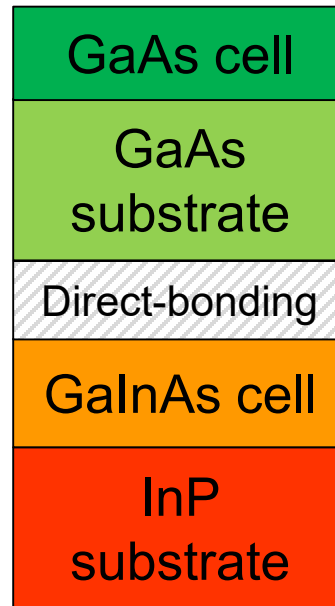 GaAs cell
GaAs
substrate
Direct-bonding
GaInAs cell
InP
substrate